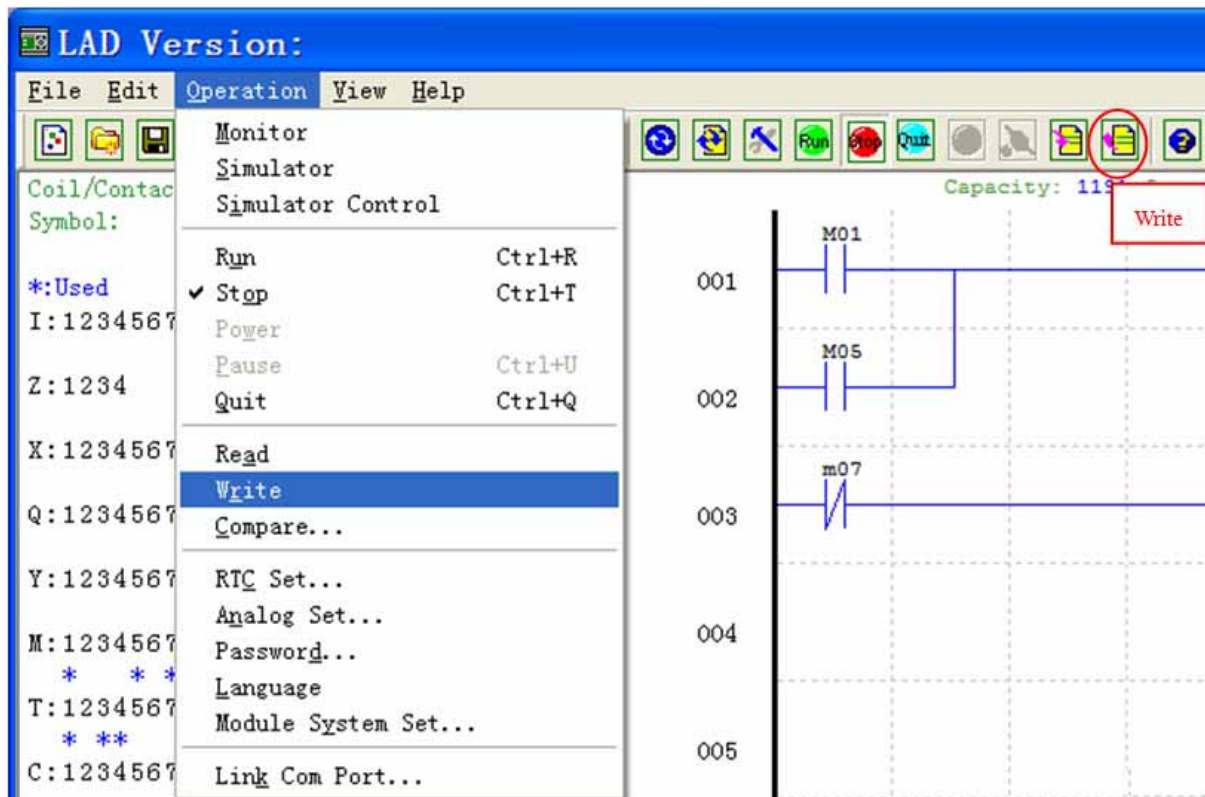 LAD Version:
File Edit Operation View Help
Run Stop Quit
Monitor
Simulator
Simulator Control
Run Ctrl+R
Stop Ctrl+T
Power
Pause Ctrl+U
Quit Ctrl+Q
Read
Write
Compare...
RTC Set...
Analog Set...
Password...
Language
Module System Set...
Link Com Port...
Coil/Contac
Symbol:
*:Used
I:1234567
Z:1234
X:1234567
Q:1234567
Y:1234567
M:1234567
* * *
T:1234567
* **
C:1234567
Capacity:
Write
M01
001
M05
002
m07
003
004
005